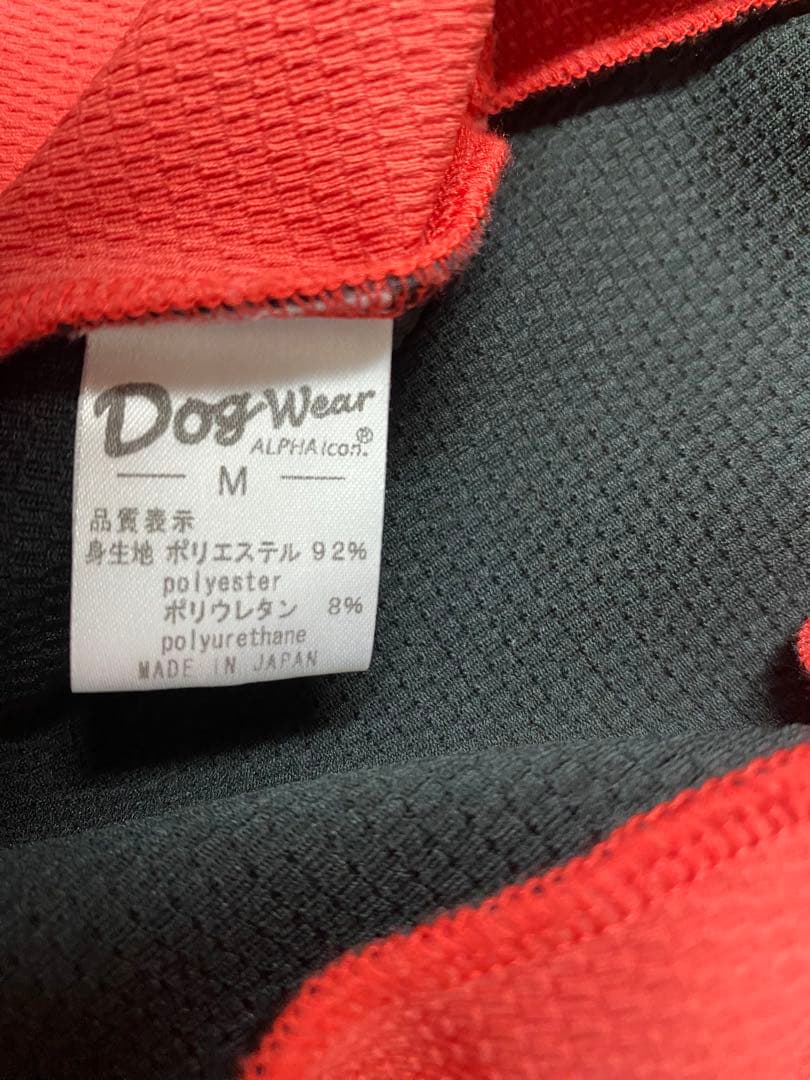 Dog Wear
ALPHAIcon.®
M
品質表示
身生地 ポリエステル 92%
polyester
ポリウレタン 8%
polyurethane
MADE IN JAPAN